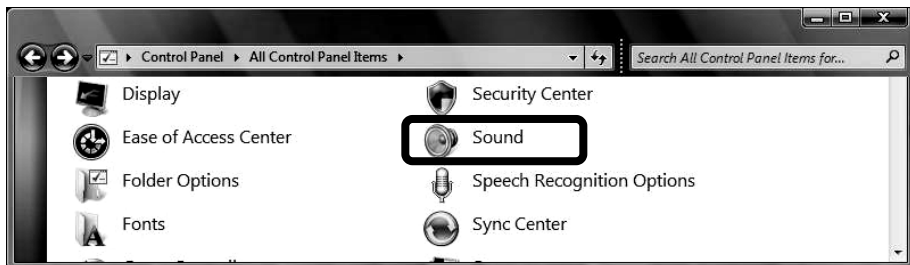 Control Panel All Control Panel Items Search All Control Panel Items for...
Display Security Center
Ease of Access Center Sound
Folder Options Speech Recognition Options
Fonts Sync Center